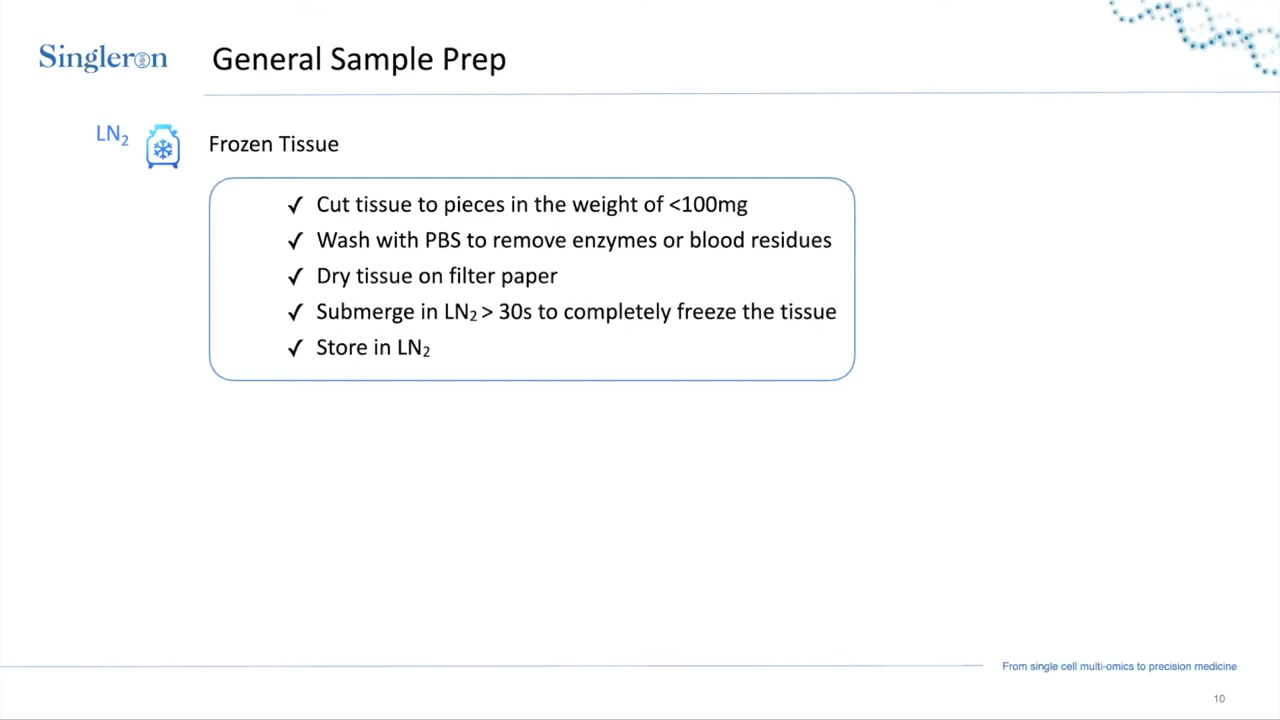 Singleron
General Sample Prep
LN₂
Frozen Tissue
✓ Cut tissue to pieces in the weight of <100mg
✓ Wash with PBS to remove enzymes or blood residues
✓ Dry tissue on filter paper
✓ Submerge in LN₂ > 30s to completely freeze the tissue
✓ Store in LN₂
From single cell multi-omics to precision medicine
10